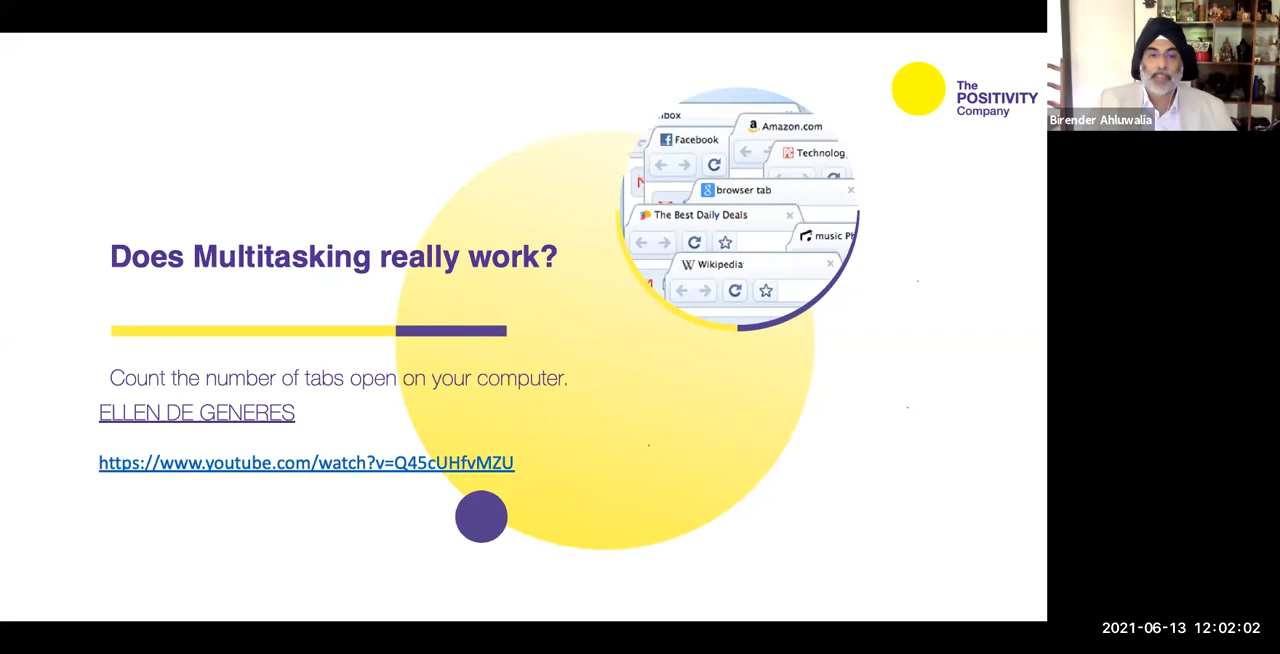 The
POSITIVITY
Company
Birender Ahluwalia
Amazon.com
Facebook
Technolog
browser tab
The Best Daily Deals
music
Wikipedia
Does Multitasking really work?
Count the number of tabs open on your computer.
ELLEN DE GENERES
https://www.youtube.com/watch?v=Q45cUHfvMZU
2021-06-13 12:02:02